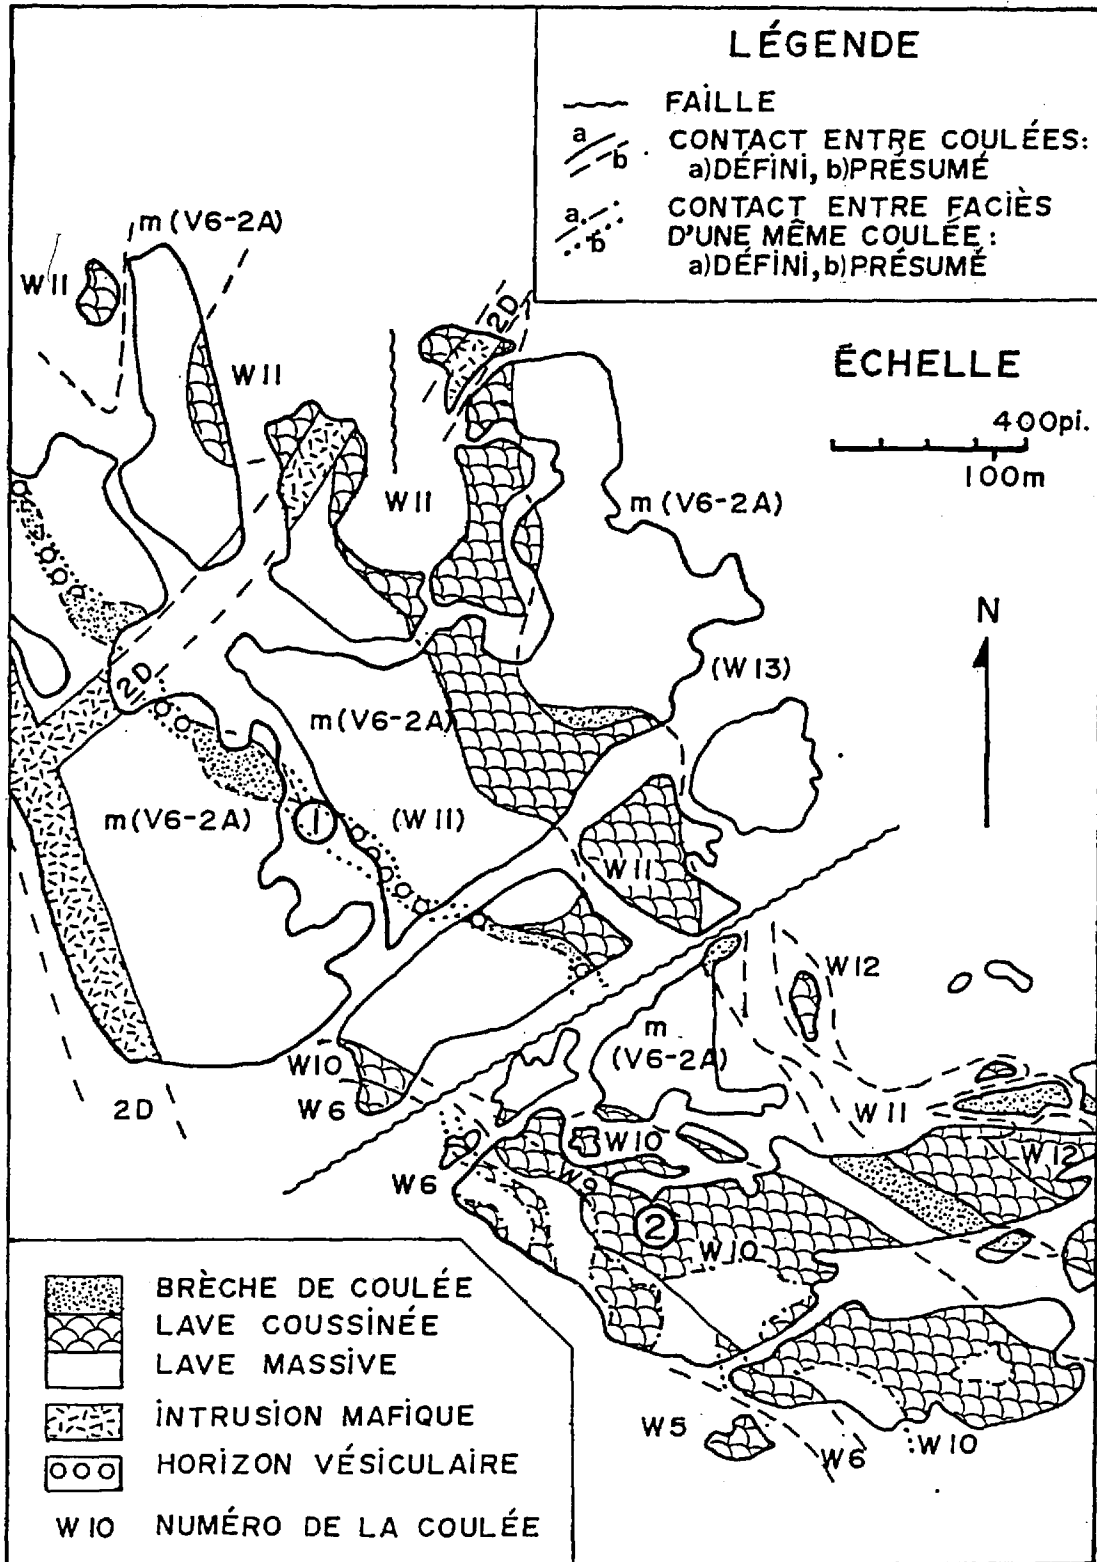 LÉGENDE
FAILLE
a
b
CONTACT ENTRE COULÉES:
a)DÉFINI, b)PRÉSUMÉ
a
b
CONTACT ENTRE FACIÈS
D'UNE MÊME COULÉE:
a)DÉFINI, b)PRÉSUMÉ
m(V6-2A)
W11
2D
W11
ÉCHELLE
400pi.
100m
W11
m(V6-2A)
N
(W13)
2D
m(V6-2A)
m(V6-2A)
1
(W11)
W11
W12
m
(V6-2A)
W10
W6
2D
W11
W10
W12
W6
W9
2
W10
W5
W6
W10
BRÈCHE DE COULÉE
LAVE COUSSINÉE
LAVE MASSIVE
INTRUSION MAFIQUE
HORIZON VÉSICULAIRE
W10 NUMÉRO DE LA COULÉE